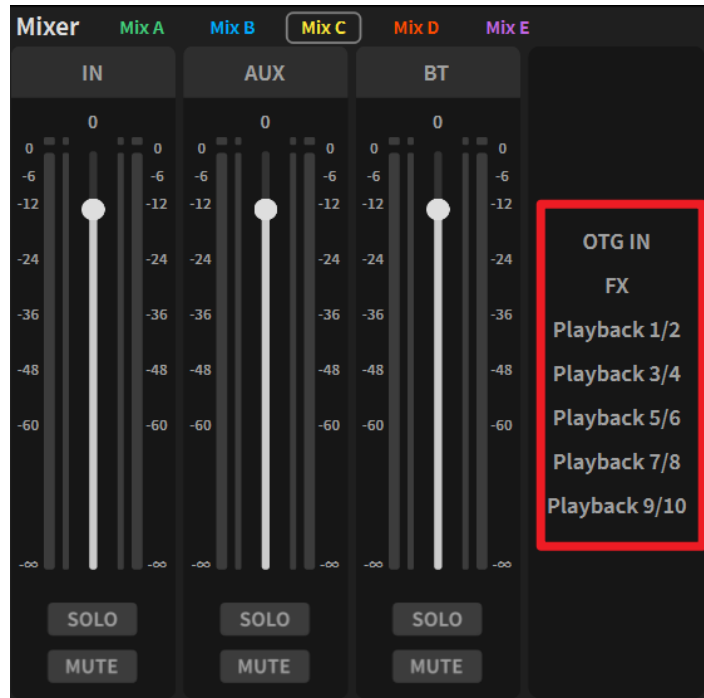 Mixer Mix A Mix B Mix C Mix D Mix E
IN AUX BT
0 0 0
0 0 0 0 0 0
-6 -6 -6 -6 -6 -6
-12 -12 -12 -12 -12 -12
OTG IN
-24 -24 -24 -24 -24 -24
FX
-36 -36 -36 -36 -36 -36
Playback 1/2
-48 -48 -48 -48 -48 -48
Playback 3/4
-60 -60 -60 -60 -60 -60
Playback 5/6
Playback 7/8
Playback 9/10
-∞ -∞ -∞ -∞ -∞ -∞
SOLO SOLO SOLO
MUTE MUTE MUTE